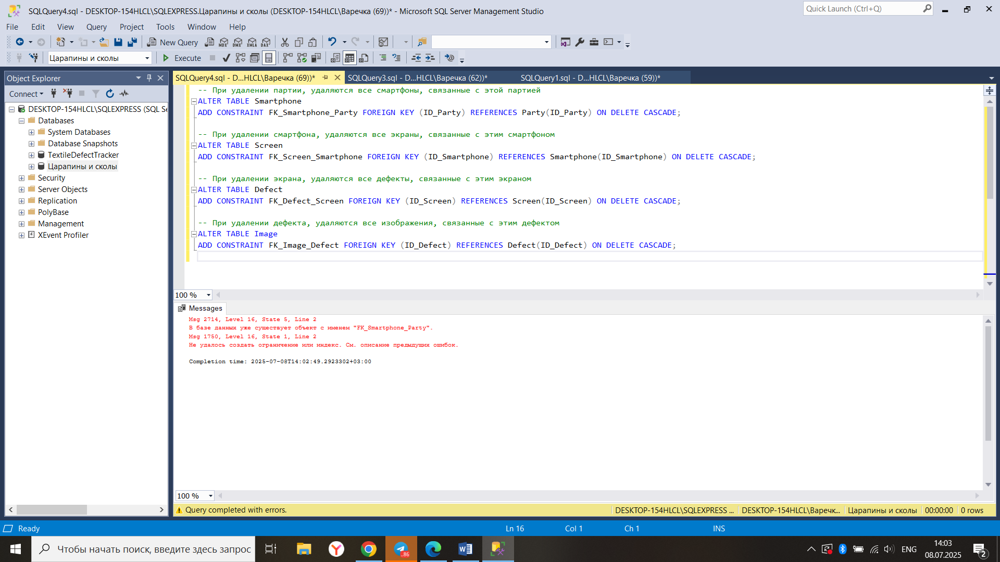 SQLQuery4.sql - DESKTOP-154HLCL\SQLEXPRESS.Царапины и сколы (DESKTOP-154HLCL\Варечка (69))* - Microsoft SQL Server Management Studio
Quick Launch (Ctrl+Q)
File Edit View Query Project Tools Window Help
New Query
MDX DMX XMLA DAX
Царапины и сколы
Execute
Object Explorer
SQLQuery4.sql - D...HLCL\Варечка (69))*
SQLQuery3.sql - D...HLCL\Варечка (62))*
SQLQuery1.sql - D...HLCL\Варечка (59))*
Connect
DESKTOP-154HLCL\SQLEXPRESS (SQL Se
Databases
System Databases
Database Snapshots
TextileDefectTracker
Царапины и сколы
Security
Server Objects
Replication
PolyBase
Management
XEvent Profiler
-- При удалении партии, удаляются все смартфоны, связанные с этой партией
ALTER TABLE Smartphone
ADD CONSTRAINT FK_Smartphone_Party FOREIGN KEY (ID_Party) REFERENCES Party(ID_Party) ON DELETE CASCADE;
-- При удалении смартфона, удаляются все экраны, связанные с этим смартфоном
ALTER TABLE Screen
ADD CONSTRAINT FK_Screen_Smartphone FOREIGN KEY (ID_Smartphone) REFERENCES Smartphone(ID_Smartphone) ON DELETE CASCADE;
-- При удалении экрана, удаляются все дефекты, связанные с этим экраном
ALTER TABLE Defect
ADD CONSTRAINT FK_Defect_Screen FOREIGN KEY (ID_Screen) REFERENCES Screen(ID_Screen) ON DELETE CASCADE;
-- При удалении дефекта, удаляются все изображения, связанные с этим дефектом
ALTER TABLE Image
ADD CONSTRAINT FK_Image_Defect FOREIGN KEY (ID_Defect) REFERENCES Defect(ID_Defect) ON DELETE CASCADE;
100 %
Messages
Msg 2714, Level 16, State 5, Line 2
В базе данных уже существует объект с именем "FK_Smartphone_Party".
Msg 1750, Level 16, State 1, Line 2
Не удалось создать ограничение или индекс. См. описание предыдущих ошибок.
Completion time: 2025-07-08T14:02:49.2923302+03:00
100 %
Query completed with errors.
DESKTOP-154HLCL\SQLEXPRESS ...
DESKTOP-154HLCL\Варечк...
Царапины и сколы
00:00:00
0 rows
Ready
Ln 16
Col 1
Ch 1
INS
Чтобы начать поиск, введите здесь запрос
..86
ENG
14:03
08.07.2025
2